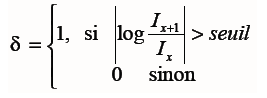 δ = { 1, si |log I_{x+1} / I_x| > seuil
0 sinon